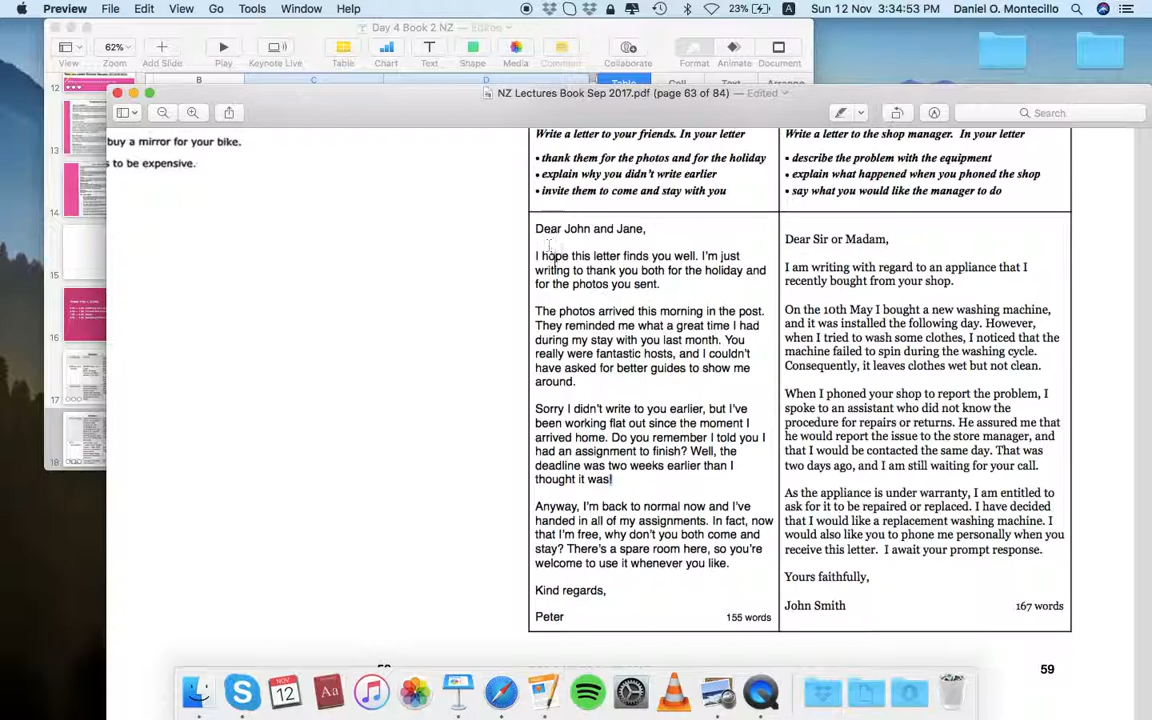 Preview File Edit View Go Tools Window Help
23% A Sun 12 Nov 3:34:53 PM Daniel O. Montecillo
Day 4 Book 2 NZ — Edited
62%
View Zoom Add Slide Play Keynote Live Table Chart Text Shape Media Comment Collaborate Format Animate Document
B C D Table Cell Text Arrange
NZ Lectures Book Sep 2017.pdf (page 63 of 84) — Edited
Search
12
13
14
15
16
17
18
buy a mirror for your bike.
s to be expensive.
Write a letter to your friends. In your letter
• thank them for the photos and for the holiday
• explain why you didn't write earlier
• invite them to come and stay with you
Dear John and Jane,
I hope this letter finds you well. I'm just
writing to thank you both for the holiday and
for the photos you sent.
The photos arrived this morning in the post.
They reminded me what a great time I had
during my stay with you last month. You
really were fantastic hosts, and I couldn't
have asked for better guides to show me
around.
Sorry I didn't write to you earlier, but I've
been working flat out since the moment I
arrived home. Do you remember I told you I
had an assignment to finish? Well, the
deadline was two weeks earlier than I
thought it was!
Anyway, I'm back to normal now and I've
handed in all of my assignments. In fact, now
that I'm free, why don't you both come and
stay? There's a spare room here, so you're
welcome to use it whenever you like.
Kind regards,
Peter 155 words
Write a letter to the shop manager. In your letter
• describe the problem with the equipment
• explain what happened when you phoned the shop
• say what you would like the manager to do
Dear Sir or Madam,
I am writing with regard to an appliance that I
recently bought from your shop.
On the 10th May I bought a new washing machine,
and it was installed the following day. However,
when I tried to wash some clothes, I noticed that the
machine failed to spin during the washing cycle.
Consequently, it leaves clothes wet but not clean.
When I phoned your shop to report the problem, I
spoke to an assistant who did not know the
procedure for repairs or returns. He assured me that
he would report the issue to the store manager, and
that I would be contacted the same day. That was
two days ago, and I am still waiting for your call.
As the appliance is under warranty, I am entitled to
ask for it to be repaired or replaced. I have decided
that I would like a replacement washing machine. I
would also like you to phone me personally when you
receive this letter. I await your prompt response.
Yours faithfully,
John Smith 167 words
59
NOV
12
Aa